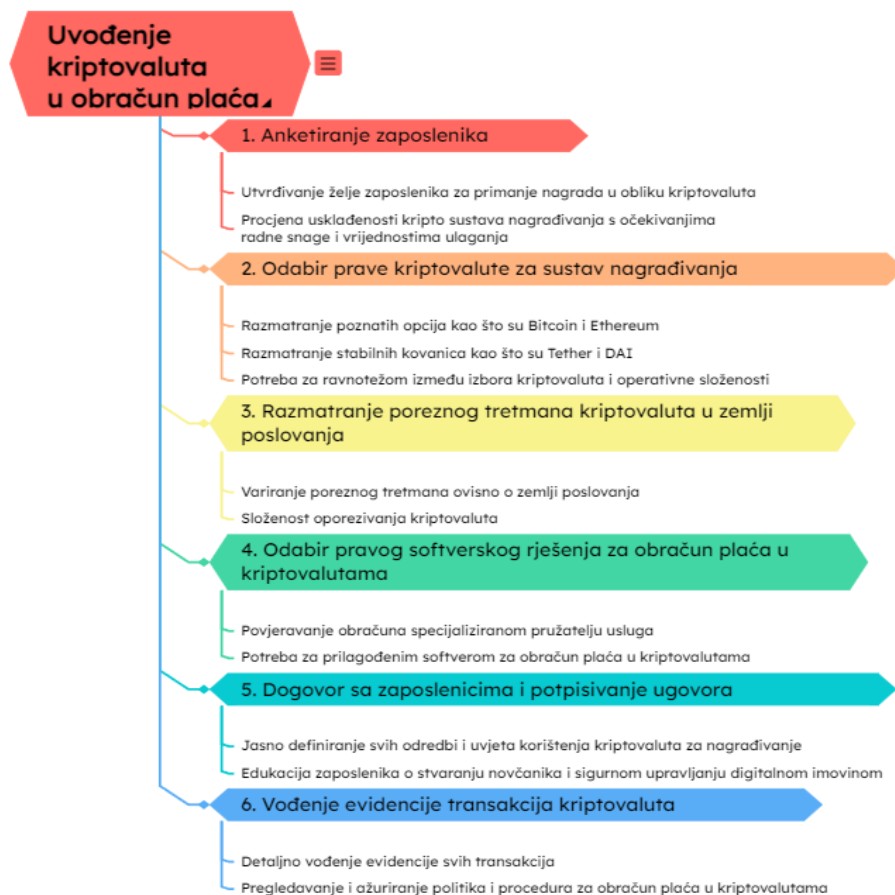 Uvođenje
kriptovaluta
u obračun plaća
1. Anketiranje zaposlenika
Utvrđivanje želje zaposlenika za primanje nagrada u obliku kriptovaluta
Procjena usklađenosti kripto sustava nagrađivanja s očekivanjima
radne snage i vrijednostima ulaganja
2. Odabir prave kriptovalute za sustav nagrađivanja
Razmatranje poznatih opcija kao što su Bitcoin i Ethereum
Razmatranje stabilnih kovanica kao što su Tether i DAI
Potreba za ravnotežom između izbora kriptovaluta i operativne složenosti
3. Razmatranje poreznog tretmana kriptovaluta u zemlji
poslovanja
Variranje poreznog tretmana ovisno o zemlji poslovanja
Složenost oporezivanja kriptovaluta
4. Odabir pravog softverskog rješenja za obračun plaća u
kriptovalutama
Povjeravanje obračuna specijaliziranom pružatelju usluga
Potreba za prilagođenim softverom za obračun plaća u kriptovalutama
5. Dogovor sa zaposlenicima i potpisivanje ugovora
Jasno definiranje svih odredbi i uvjeta korištenja kriptovaluta za nagrađivanje
Edukacija zaposlenika o stvaranju novčanika i sigurnom upravljanju digitalnom imovinom
6. Vođenje evidencije transakcija kriptovaluta
Detaljno vođenje evidencije svih transakcija
Pregledavanje i ažuriranje politika i procedura za obračun plaća u kriptovalutama